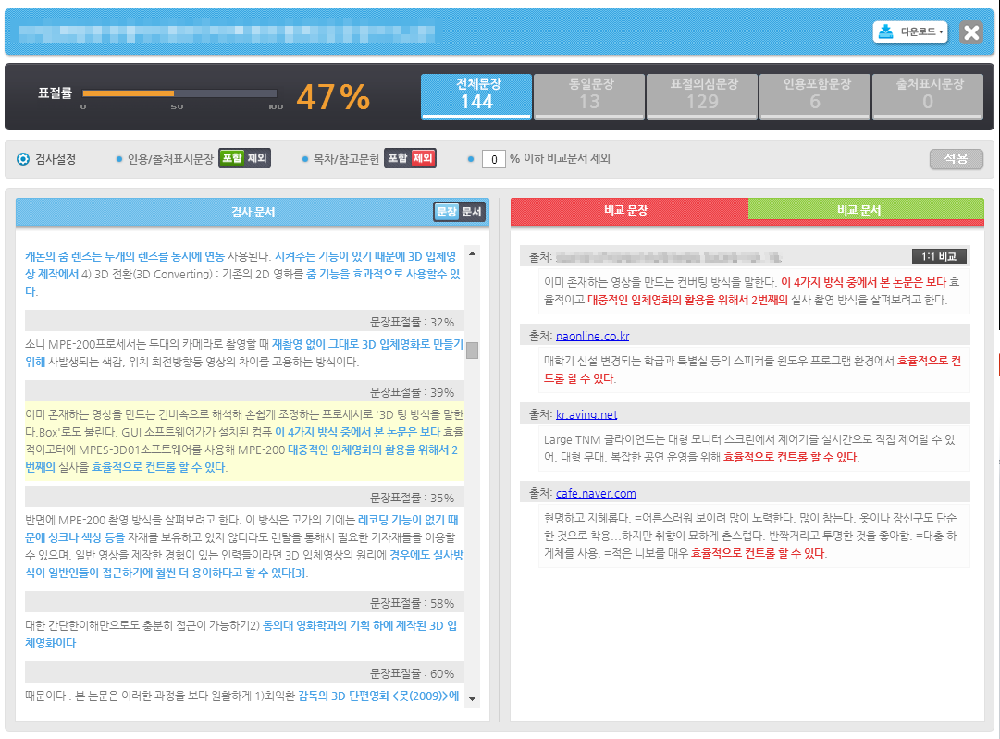 다운로드
표절률
0 50 100
47%
전체문장
144
동일문장
13
표절의심문장
129
인용포함문장
6
출처표시문장
0
검사설정
인용/출처표시문장 포함 제외
목차/참고문헌 포함 제외
0 % 이하 비교문서 제외
적용
검사 문서
문장 문서
캐논의 줌 렌즈는 두개의 렌즈를 동시에 연동 사용된다. 시켜주는 기능이 있기 때문에 3D 입체영
상 제작에서 4) 3D 전환(3D Converting) : 기존의 2D 영화를 줌 기능을 효과적으로 사용할수 있
다.
문장표절률 : 32%
소니 MPE-200프로세서는 두대의 카메라로 촬영할 때 재촬영 없이 그대로 3D 입체영화로 만들기
위해 사발생되는 색감, 위치 회전방향등 영상의 차이를 고용하는 방식이다.
문장표절률 : 39%
이미 존재하는 영상을 만드는 컨버속으로 해석해 손쉽게 조정하는 프로세서로 '3D 팅 방식을 말한
다.Box'로도 불린다. GUI 소프트웨어가가 설치된 컴퓨 이 4가지 방식 중에서 본 논문은 보다 효율
적이고터에 MPES-3D01소프트웨어를 사용해 MPE-200 대중적인 입체영화의 활용을 위해서 2
번째의 실사을 효율적으로 컨트롤 할 수 있다.
문장표절률 : 35%
반면에 MPE-200 촬영 방식을 살펴보려고 한다. 이 방식은 고가의 기에는 레코딩 기능이 없기 때
문에 싱크나 색상 등을 자재를 보유하고 있지 않더라도 렌탈을 통해서 필요한 기자재들을 이용할
수 있으며, 일반 영상을 제작한 경험이 있는 인력들이라면 3D 입체영상의 원리에 경우에도 실사방
식이 일반인들이 접근하기에 훨씬 더 용이하다고 할 수 있다[3].
문장표절률 : 58%
대한 간단한이해만으로도 충분히 접근이 가능하기2) 동의대 영화학과의 기획 하에 제작된 3D 입
체영화이다.
문장표절률 : 60%
때문이다 . 본 논문은 이러한 과정을 보다 원활하게 1)최익환 감독의 3D 단편영화 <못(2009)>에
비교 문장
비교 문서
출처:
1:1 비교
이미 존재하는 영상을 만드는 컨버팅 방식을 말한다. 이 4가지 방식 중에서 본 논문은 보다 효
율적이고 대중적인 입체영화의 활용을 위해서 2번째의 실사 촬영 방식을 살펴보려고 한다.
출처: paonline.co.kr
매학기 신설 변경되는 학급과 특별실 등의 스피커를 윈도우 프로그램 환경에서 효율적으로 컨
트롤 할 수 있다.
출처: kr.aving.net
Large TNM 클라이언트는 대형 모니터 스크린에서 제어기를 실시간으로 직접 제어할 수 있
어, 대형 무대, 복잡한 공연 운영을 위해 효율적으로 컨트롤 할 수 있다.
출처: cafe.naver.com
현명하고 지혜롭다. =어른스러워 보이려 많이 노력한다. 많이 참는다. 옷이나 장신구도 단순
한 것으로 착용...하지만 취향이 묘하게 촌스럽다. 반짝거리고 투명한 것을 좋아함. =대충 하
게체를 사용. =적은 니보를 매우 효율적으로 컨트롤 할 수 있다.